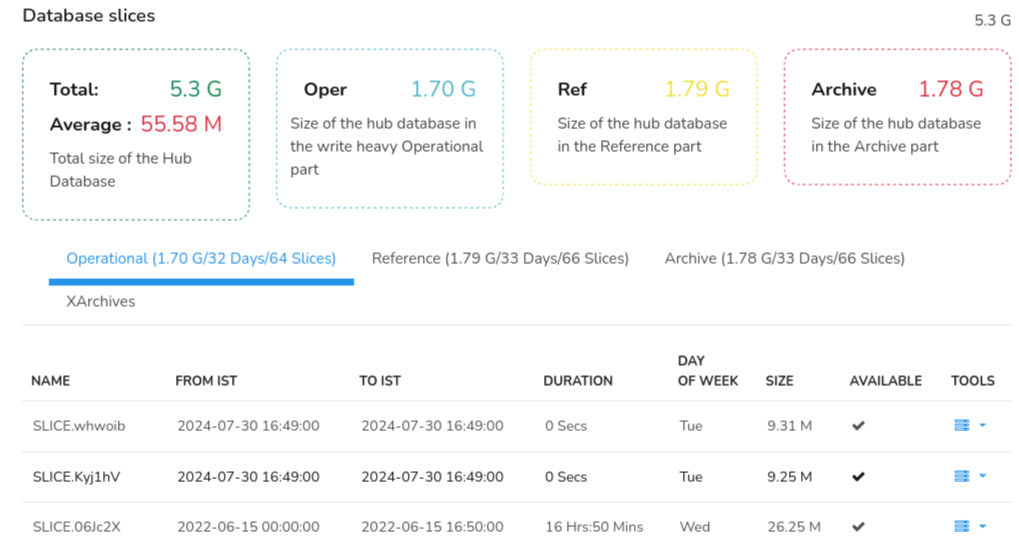 Database slices
5.3 G
Total: 5.3 G
Average : 55.58 M
Total size of the Hub
Database
Oper 1.70 G
Size of the hub database in
the write heavy Operational
part
Ref 1.79 G
Size of the hub database
in the Reference part
Archive 1.78 G
Size of the hub database
in the Archive part
Operational (1.70 G/32 Days/64 Slices) Reference (1.79 G/33 Days/66 Slices) Archive (1.78 G/33 Days/66 Slices)
XArchives
NAME FROM IST TO IST DURATION DAY OF WEEK SIZE AVAILABLE TOOLS
SLICE.whwoib 2024-07-30 16:49:00 2024-07-30 16:49:00 0 Secs Tue 9.31 M
SLICE.Kyj1hV 2024-07-30 16:49:00 2024-07-30 16:49:00 0 Secs Tue 9.25 M
SLICE.06Jc2X 2022-06-15 00:00:00 2022-06-15 16:50:00 16 Hrs:50 Mins Wed 26.25 M